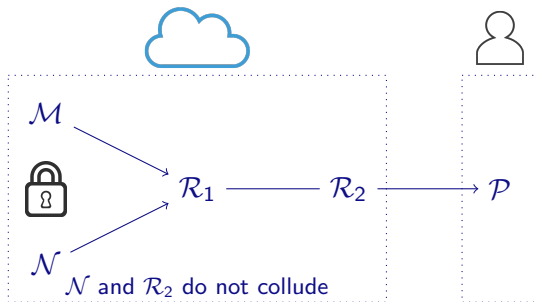 ℳ
ℛ₁ ℛ₂ 𝒫
𝒩
𝒩 and ℛ₂ do not collude